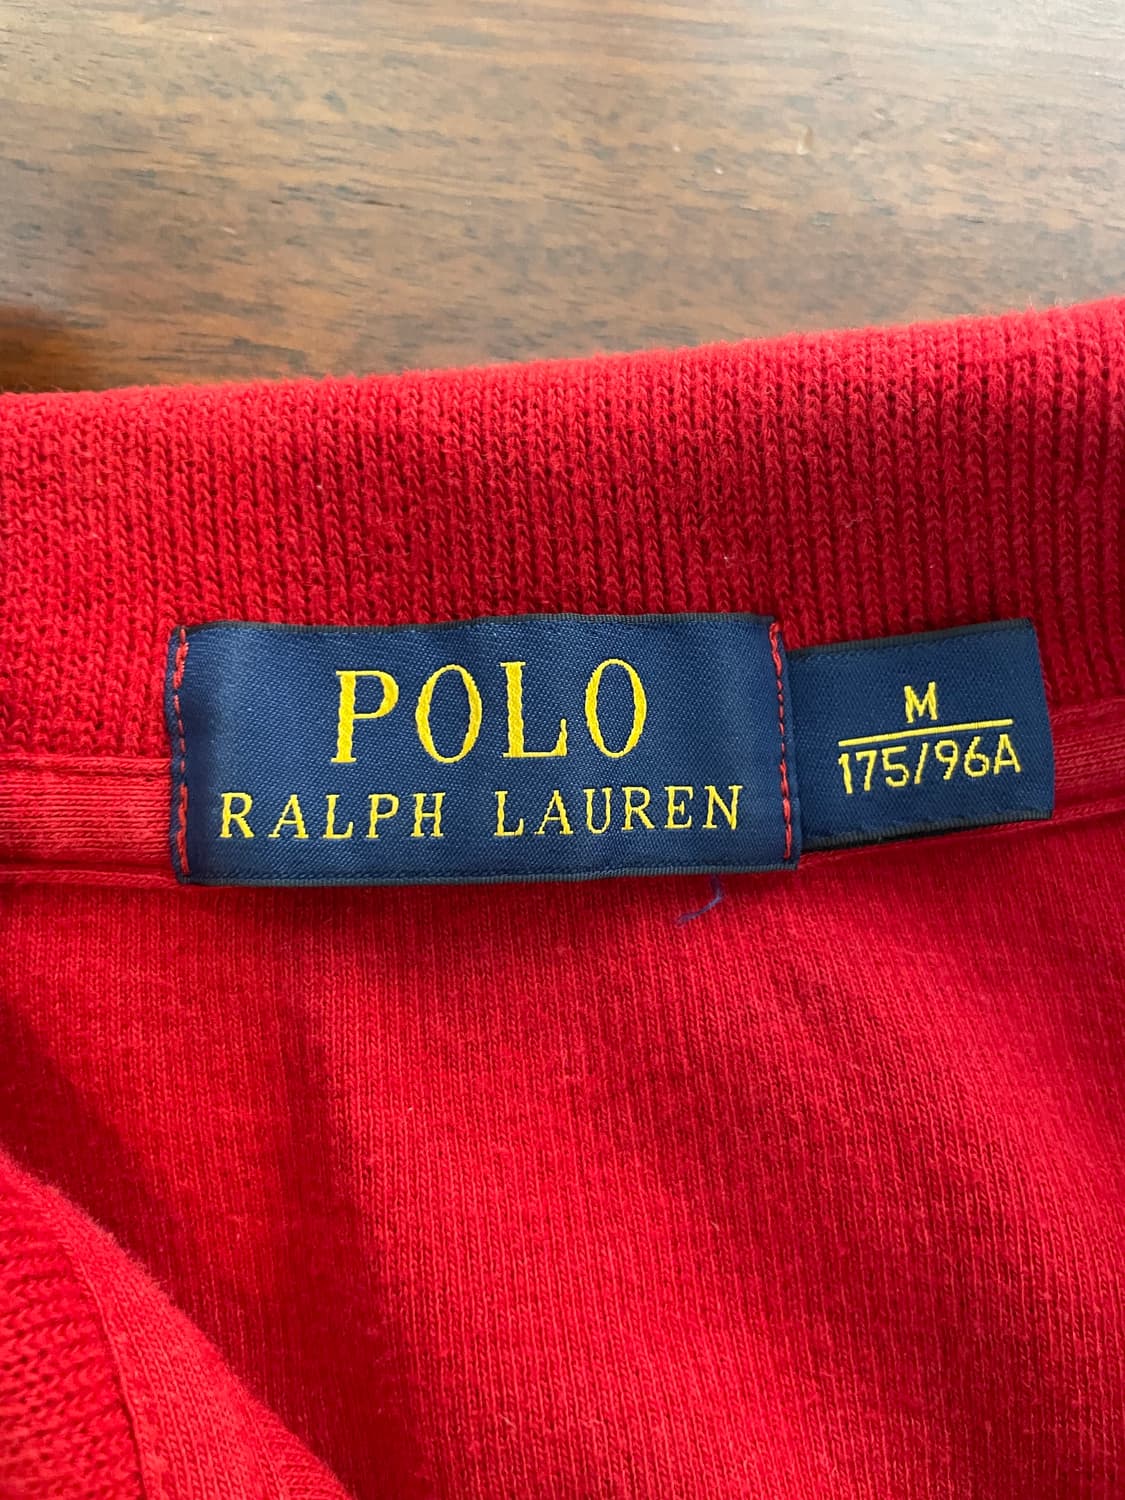 POLO
RALPH LAUREN
M
175/96A